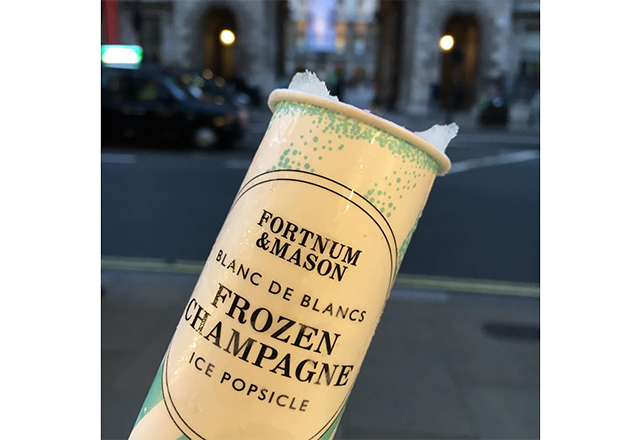 FORTNUM
&MASON
BLANC DE BLANCS
FROZEN
CHAMPAGNE
ICE POPSICLE